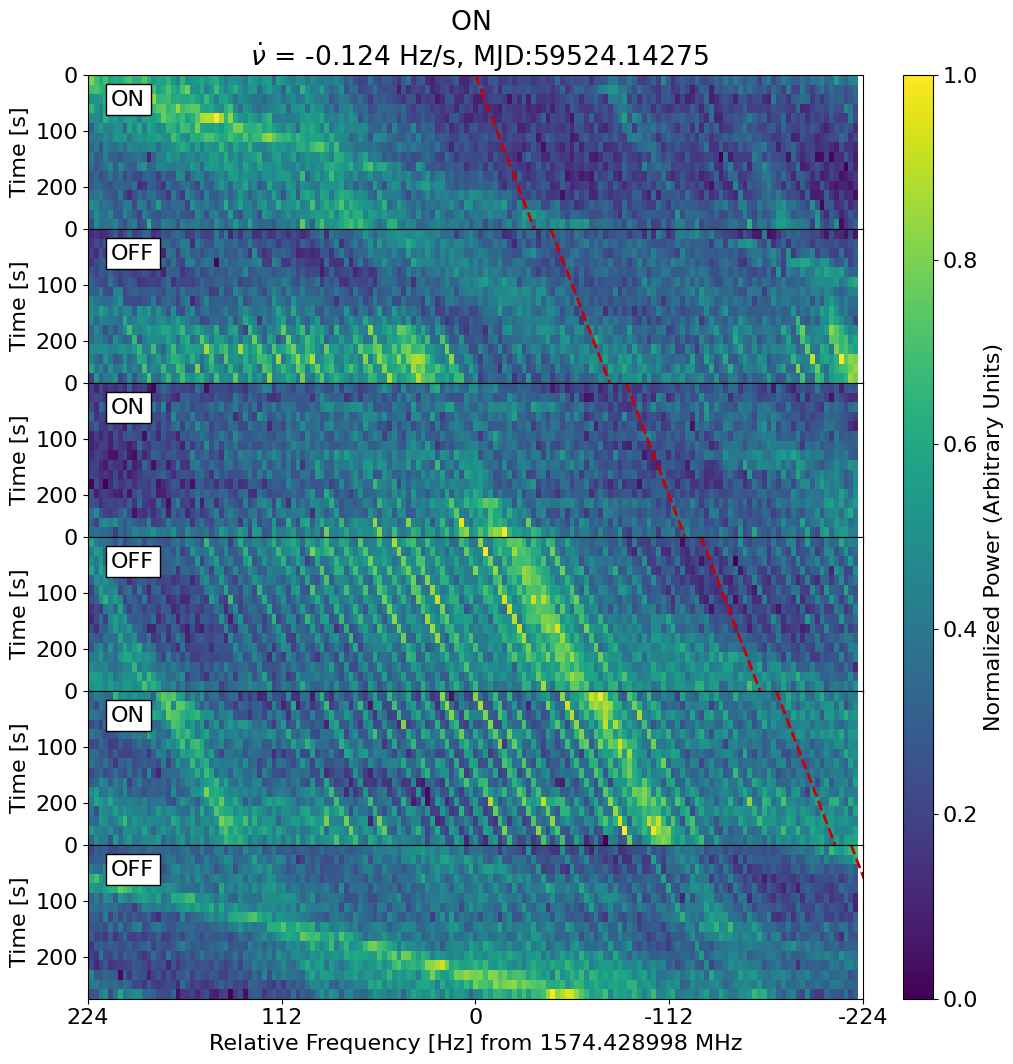 ON
ν̇ = -0.124 Hz/s, MJD:59524.14275
0
ON
Time [s]
100
200
0
OFF
Time [s]
100
200
0
ON
Time [s]
100
200
0
OFF
Time [s]
100
200
0
ON
Time [s]
100
200
0
OFF
Time [s]
100
200
224 112 0 -112 -224
Relative Frequency [Hz] from 1574.428998 MHz
1.0
0.8
0.6
0.4
0.2
0.0
Normalized Power (Arbitrary Units)